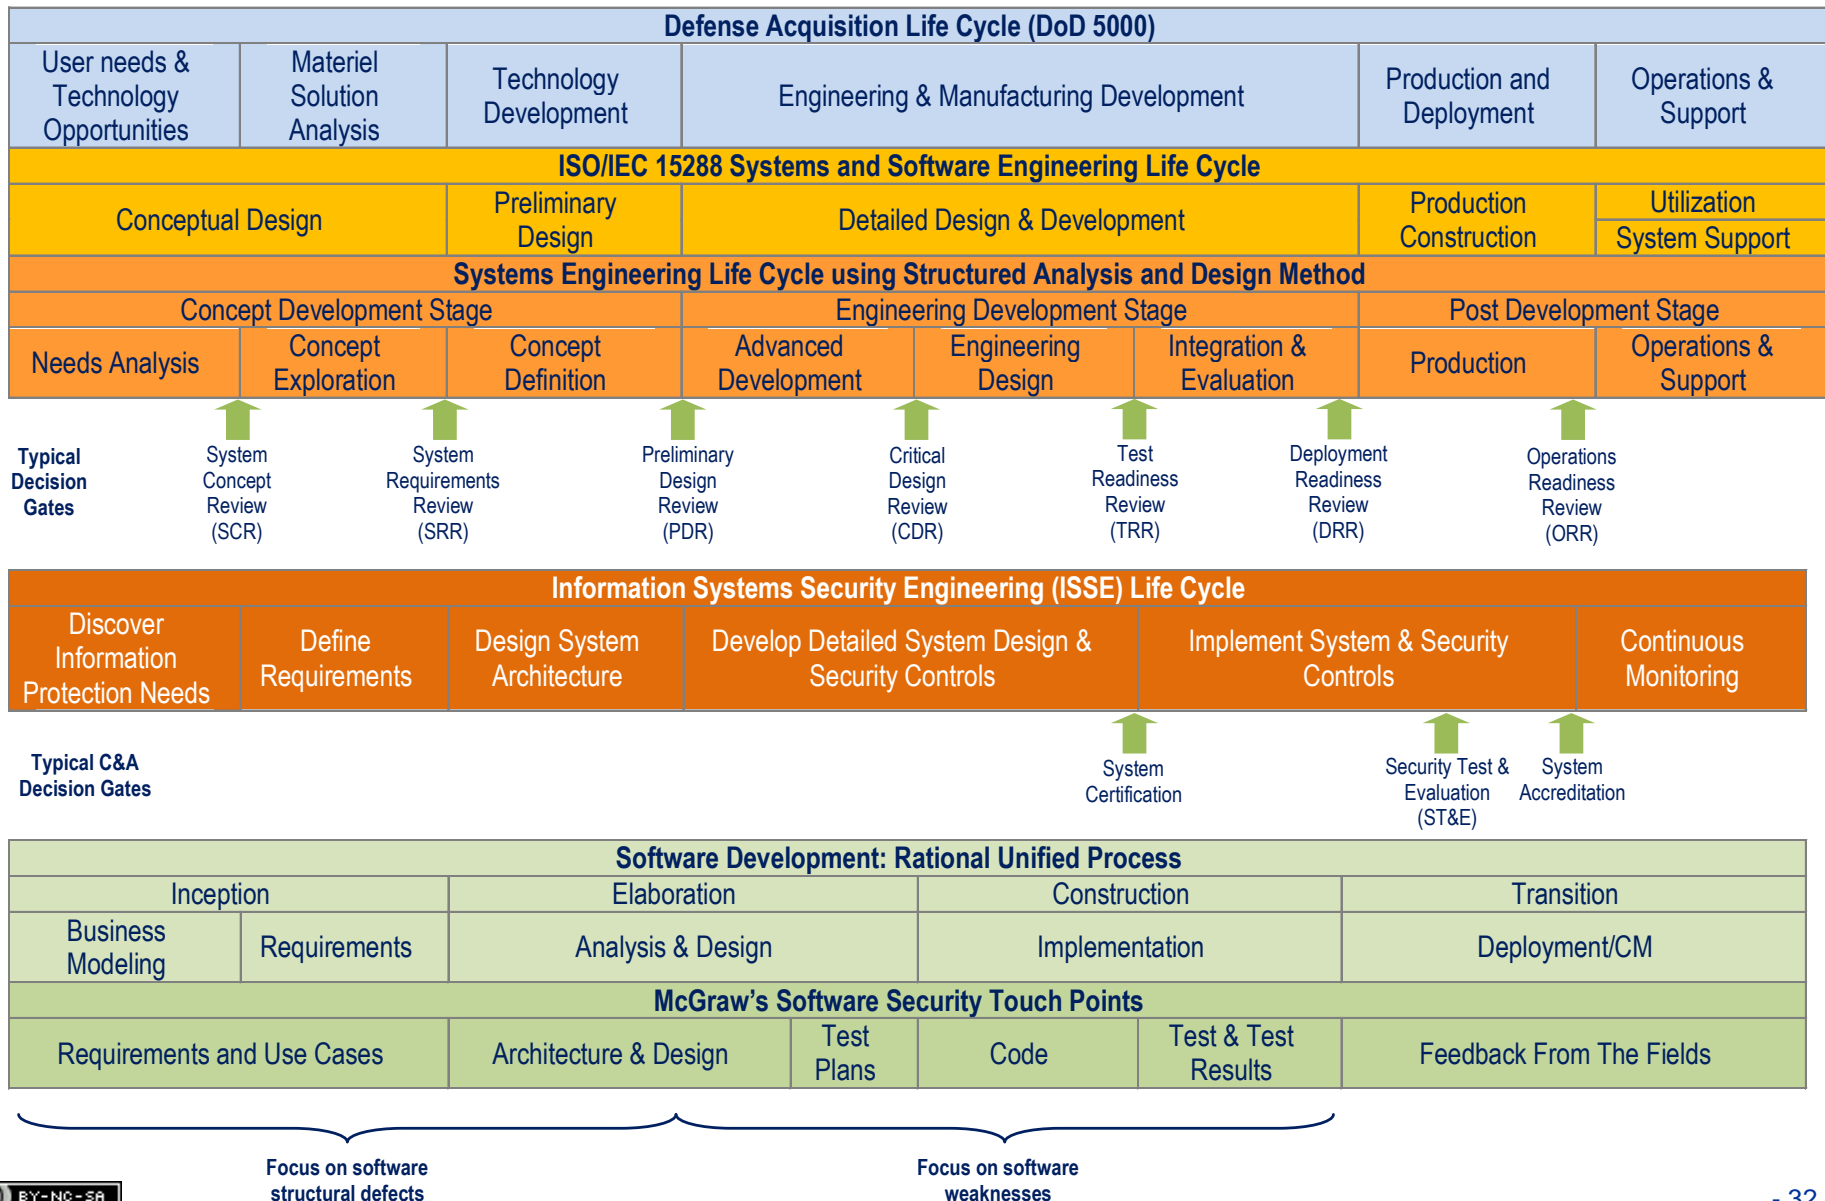 Defense Acquisition Life Cycle (DoD 5000)
User needs &
Technology
Opportunities
Materiel
Solution
Analysis
Technology
Development
Engineering & Manufacturing Development
Production and
Deployment
Operations &
Support
ISO/IEC 15288 Systems and Software Engineering Life Cycle
Conceptual Design
Preliminary
Design
Detailed Design & Development
Production
Construction
Utilization
System Support
Systems Engineering Life Cycle using Structured Analysis and Design Method
Concept Development Stage
Engineering Development Stage
Post Development Stage
Needs Analysis
Concept
Exploration
Concept
Definition
Advanced
Development
Engineering
Design
Integration &
Evaluation
Production
Operations &
Support
Typical
Decision
Gates
System
Concept
Review
(SCR)
System
Requirements
Review
(SRR)
Preliminary
Design
Review
(PDR)
Critical
Design
Review
(CDR)
Test
Readiness
Review
(TRR)
Deployment
Readiness
Review
(DRR)
Operations
Readiness
Review
(ORR)
Information Systems Security Engineering (ISSE) Life Cycle
Discover
Information
Protection Needs
Define
Requirements
Design System
Architecture
Develop Detailed System Design &
Security Controls
Implement System & Security
Controls
Continuous
Monitoring
Typical C&A
Decision Gates
System
Certification
Security Test &
Evaluation
(ST&E)
System
Accreditation
Software Development: Rational Unified Process
Inception
Elaboration
Construction
Transition
Business
Modeling
Requirements
Analysis & Design
Implementation
Deployment/CM
McGraw's Software Security Touch Points
Requirements and Use Cases
Architecture & Design
Test
Plans
Code
Test & Test
Results
Feedback From The Fields
Focus on software
structural defects
Focus on software
weaknesses
BY-NC-SA
- 32